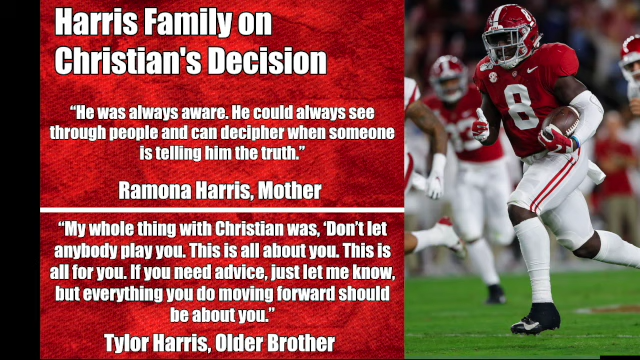 Harris Family on
Christian's Decision
“He was always aware. He could always see
through people and can decipher when someone
is telling him the truth.”
Ramona Harris, Mother
“My whole thing with Christian was, ‘Don’t let
anybody play you. This is all about you. This is
all for you. If you need advice, just let me know,
but everything you do moving forward should
be about you.”
Tylor Harris, Older Brother
8